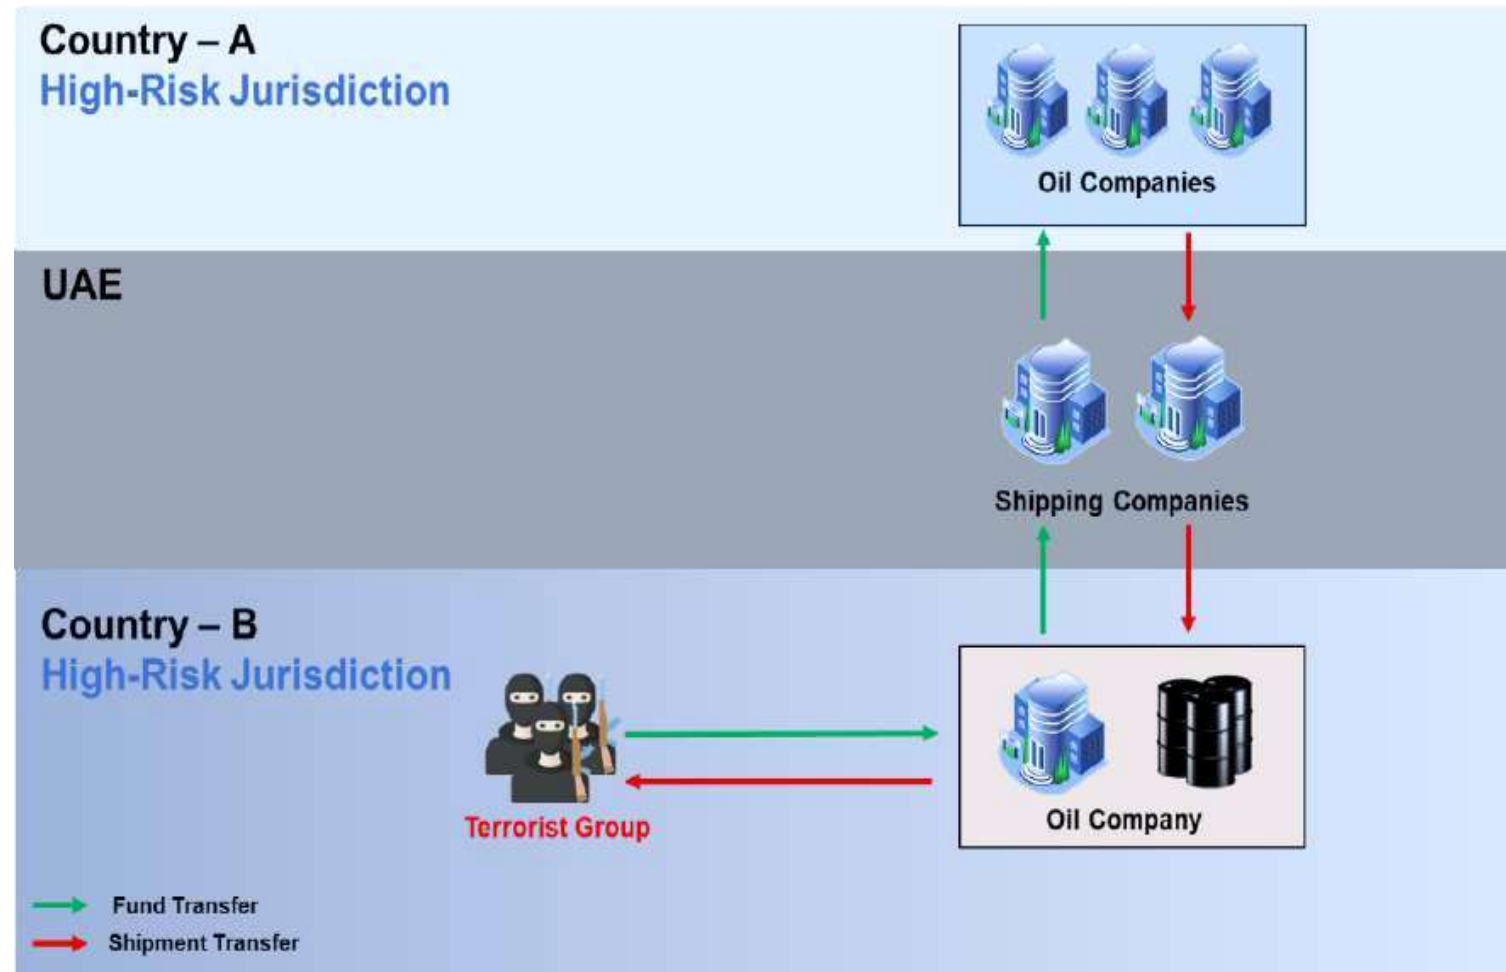 Country – A
High-Risk Jurisdiction
Oil Companies
UAE
Shipping Companies
Country – B
High-Risk Jurisdiction
Terrorist Group
Oil Company
Fund Transfer
Shipment Transfer